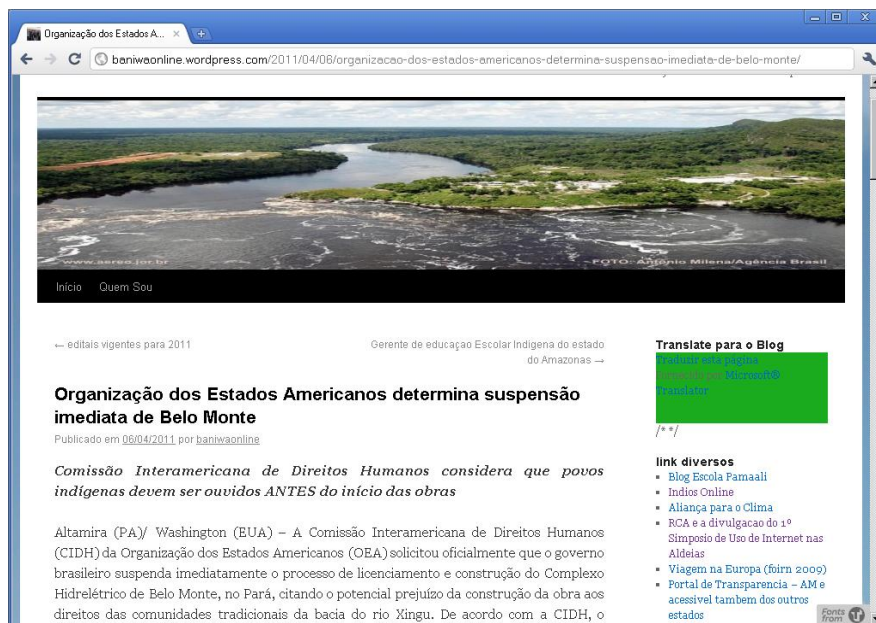 Organização dos Estados A...
baniwaonline.wordpress.com/2011/04/06/organizacao-dos-estados-americanos-determina-suspensao-imediata-de-belo-monte/
www.aereo.jor.br
FOTO: Antonio Milena/Agência Brasil
Início Quem Sou
← editais vigentes para 2011
Gerente de educaçao Escolar Indigena do estado
do Amazonas →
Organização dos Estados Americanos determina suspensão
imediata de Belo Monte
Publicado em 06/04/2011 por baniwaonline
Comissão Interamericana de Direitos Humanos considera que povos
indígenas devem ser ouvidos ANTES do início das obras
Altamira (PA)/ Washington (EUA) – A Comissão Interamericana de Direitos Humanos
(CIDH) da Organização dos Estados Americanos (OEA) solicitou oficialmente que o governo
brasileiro suspenda imediatamente o processo de licenciamento e construção do Complexo
Hidrelétrico de Belo Monte, no Pará, citando o potencial prejuízo da construção da obra aos
direitos das comunidades tradicionais da bacia do rio Xingu. De acordo com a CIDH, o
Translate para o Blog
Traduzir esta página
Microsoft®
Translator
/* */
link diversos
Blog Escola Pamaali
Indios Online
Aliança para o Clima
RCA e a divulgacao do 1º
Simposio de Uso de Internet nas
Aldeias
Viagem na Europa (foirn 2009)
Portal de Transparencia – AM e
acessivel tambem dos outros
estados
Fonts
from